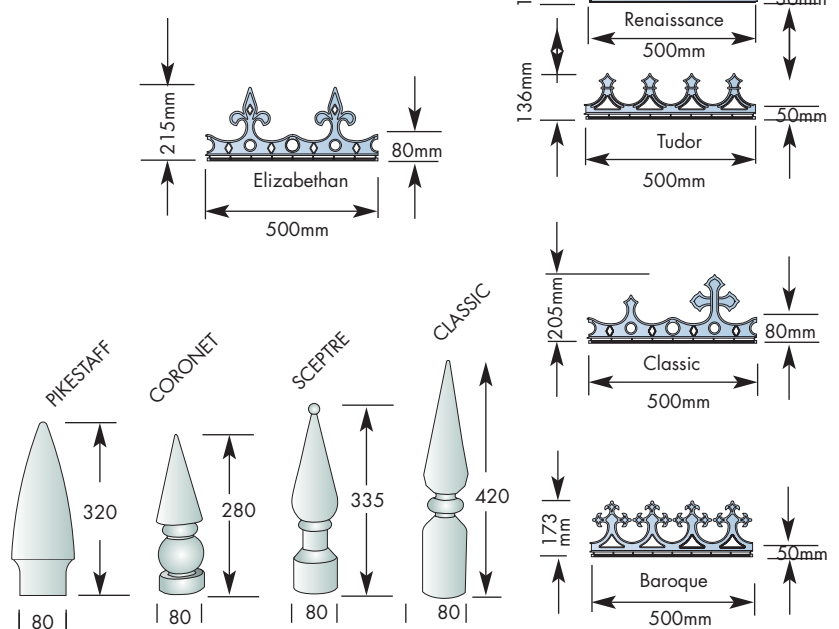 Renaissance
500mm
136mm
50mm
Tudor
500mm
215mm
80mm
Elizabethan
500mm
205mm
80mm
Classic
500mm
PIKESTAFF
CORONET
SCEPTRE
CLASSIC
320
280
335
420
80
80
80
80
173
mm
50mm
Baroque
500mm